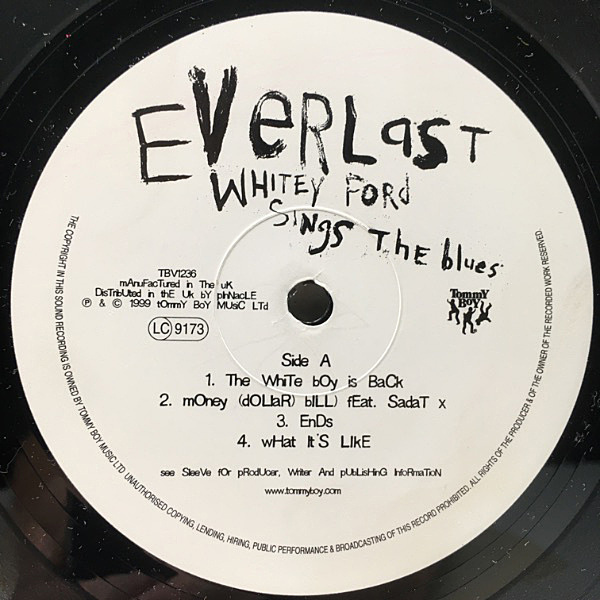 EVerLasT
WHITEY FORd
SiNgs The blues
TBV1236
mAnuFacTured in The uK
DisTribUted in thE Uk bY pInNacLE
℗ & © 1999 tOmmY BoY MUsiC LTd
LC 9173
TommY
BoY
Side A
1. The WhiTe bOy is BaCk
2. mOney (dOLlaR) bILL) fEat. SadaT x
3. EnDs
4. wHat It'S LIkE
see SleeVe fOr pRodUcer, Writer And pUbLisHing InfoRmaTiON
www.tommyboy.com
THE COPYRIGHT IN THIS SOUND RECORDING IS OWNED BY TOMMY BOY MUSIC LTD. UNAUTHORISED COPYING, LENDING, HIRING, PUBLIC PERFORMANCE & BROADCASTING OF THIS RECORD PROHIBITED. ALL RIGHTS OF THE PRODUCER & OF THE OWNER OF THE RECORDED WORK RESERVED.